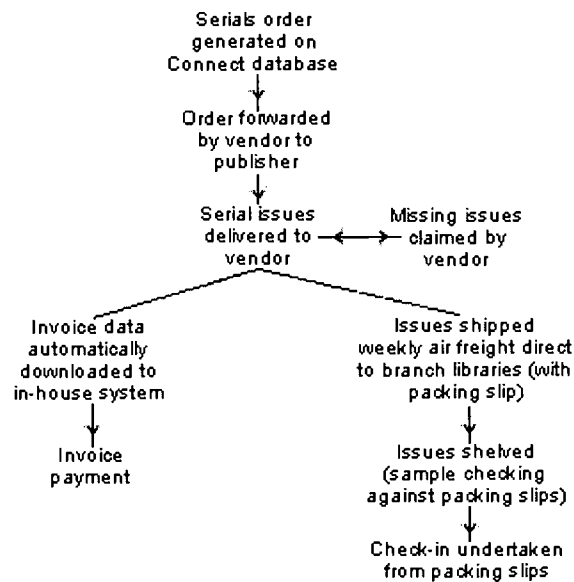 Serials order
generated on
Connect database
Order forwarded
by vendor to
publisher
Serial issues
delivered to
vendor
Missing issues
claimed by
vendor
Invoice data
automatically
downloaded to
in-house system
Invoice
payment
Issues shipped
weekly air freight direct
to branch libraries (with
packing slip)
Issues shelved
(sample checking
against packing slips)
Check-in undertaken
from packing slips